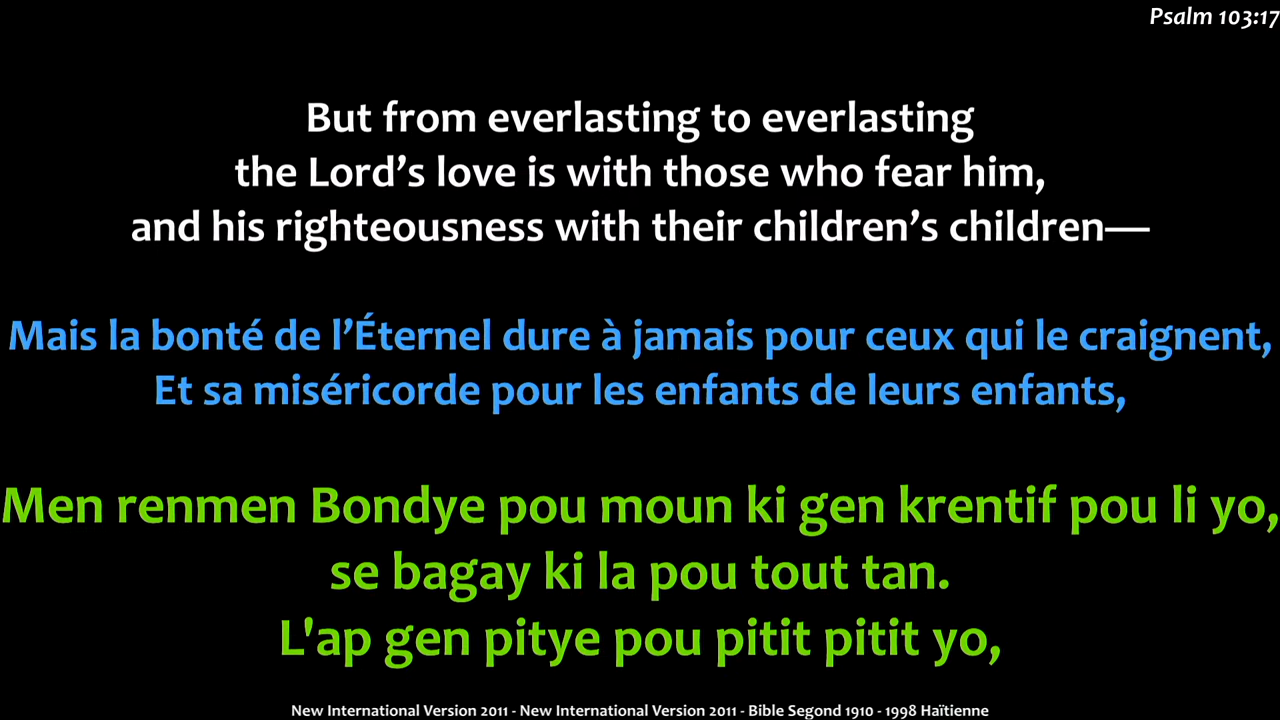 Psalm 103:17
But from everlasting to everlasting
the Lord’s love is with those who fear him,
and his righteousness with their children’s children—
Mais la bonté de l’Éternel dure à jamais pour ceux qui le craignent,
Et sa miséricorde pour les enfants de leurs enfants,
Men renmen Bondye pou moun ki gen krentif pou li yo,
se bagay ki la pou tout tan.
L'ap gen pitye pou pitit pitit yo,
New International Version 2011 - New International Version 2011 - Bible Segond 1910 - 1998 Haïtienne